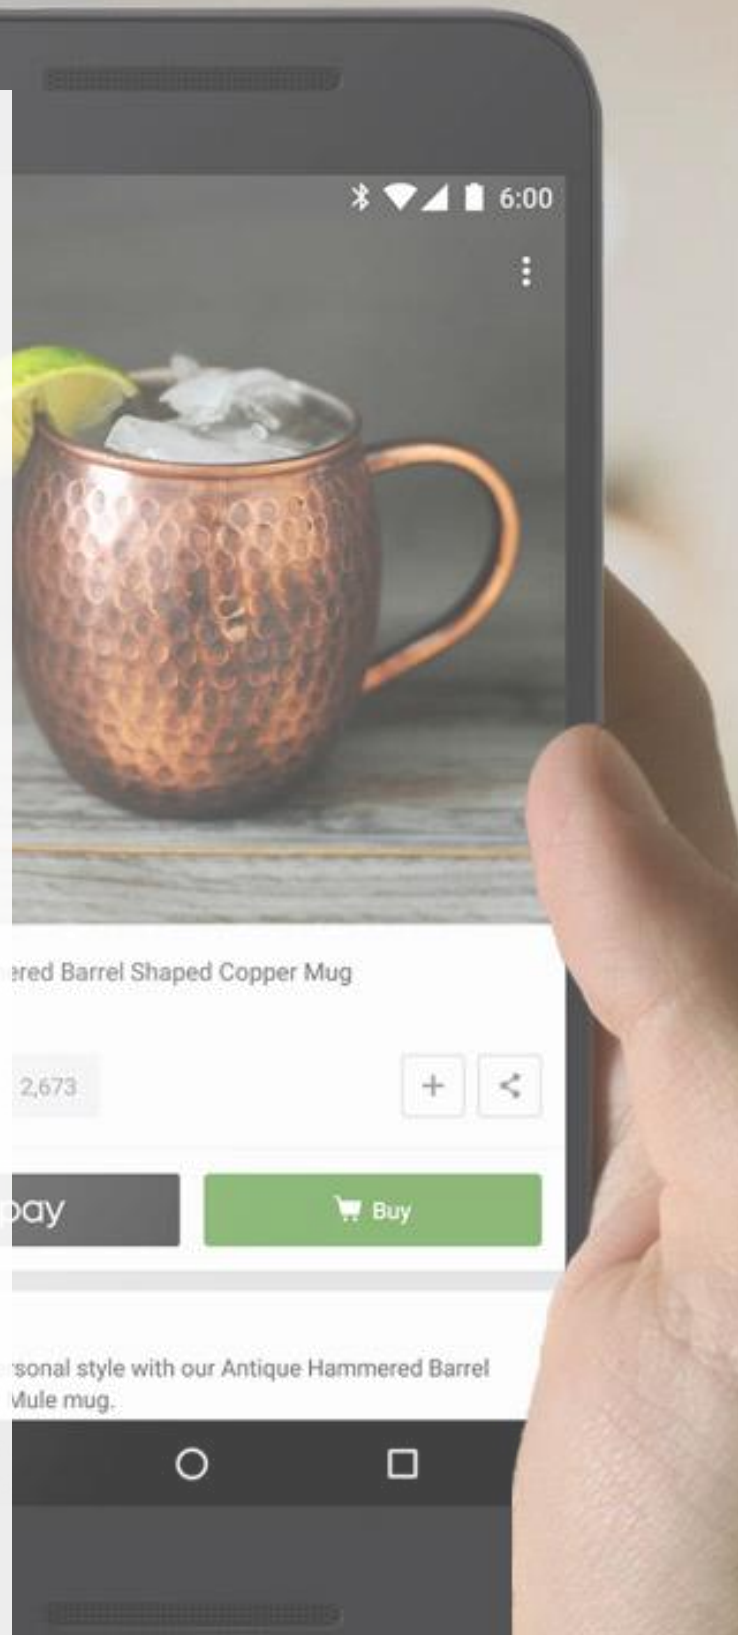 6:00
ered Barrel Shaped Copper Mug
2,673
pay
Buy
rsonal style with our Antique Hammered Barrel
Mule mug.